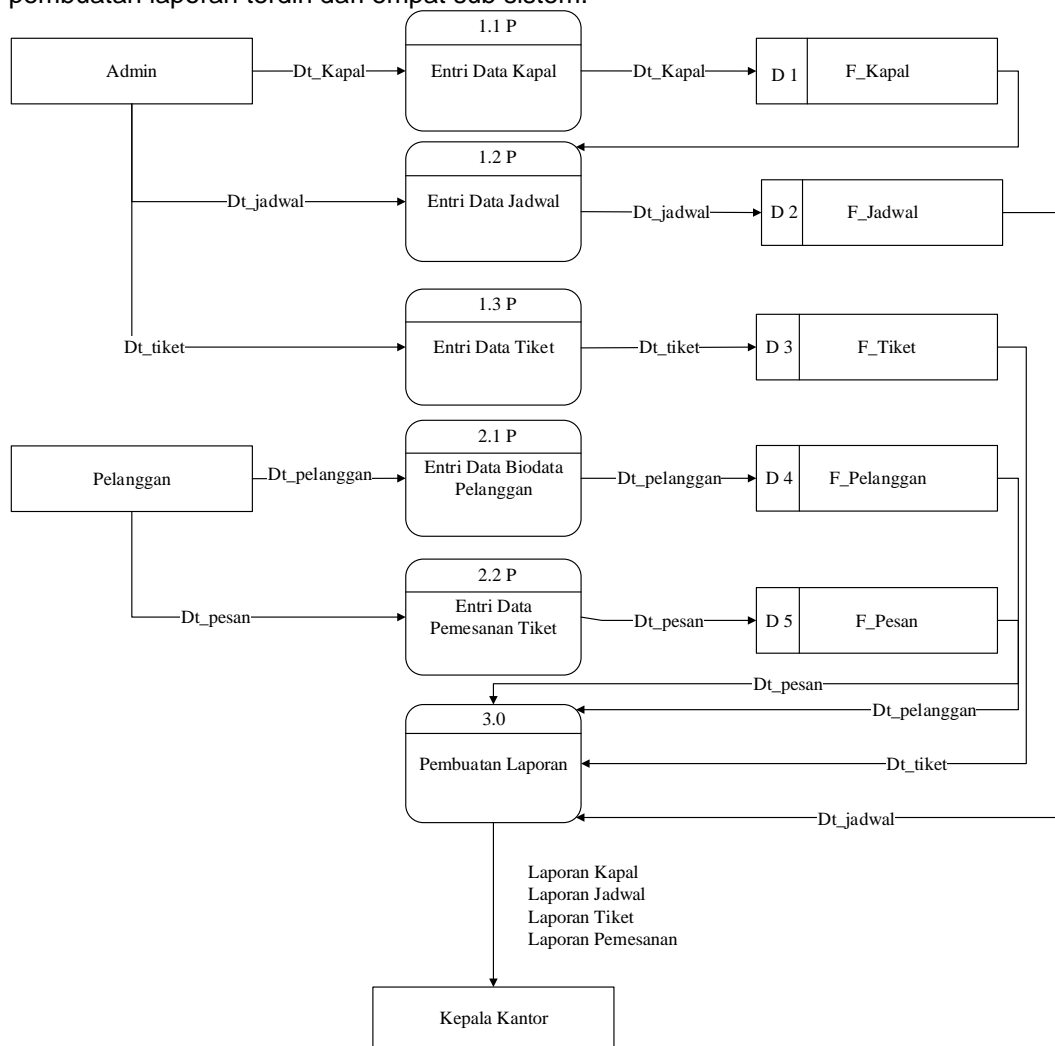 pembuatan laporan terdiri dari empat sub sistem.
1.1 P
Admin
Dt_Kapal
Entri Data Kapal
Dt_Kapal
D 1
F_Kapal
1.2 P
Dt_jadwal
Entri Data Jadwal
Dt_jadwal
D 2
F_Jadwal
1.3 P
Dt_tiket
Entri Data Tiket
Dt_tiket
D 3
F_Tiket
2.1 P
Pelanggan
Dt_pelanggan
Entri Data Biodata
Pelanggan
Dt_pelanggan
D 4
F_Pelanggan
2.2 P
Dt_pesan
Entri Data
Pemesanan Tiket
Dt_pesan
D 5
F_Pesan
Dt_pesan
Dt_pelanggan
3.0
Pembuatan Laporan
Dt_tiket
Dt_jadwal
Laporan Kapal
Laporan Jadwal
Laporan Tiket
Laporan Pemesanan
Kepala Kantor